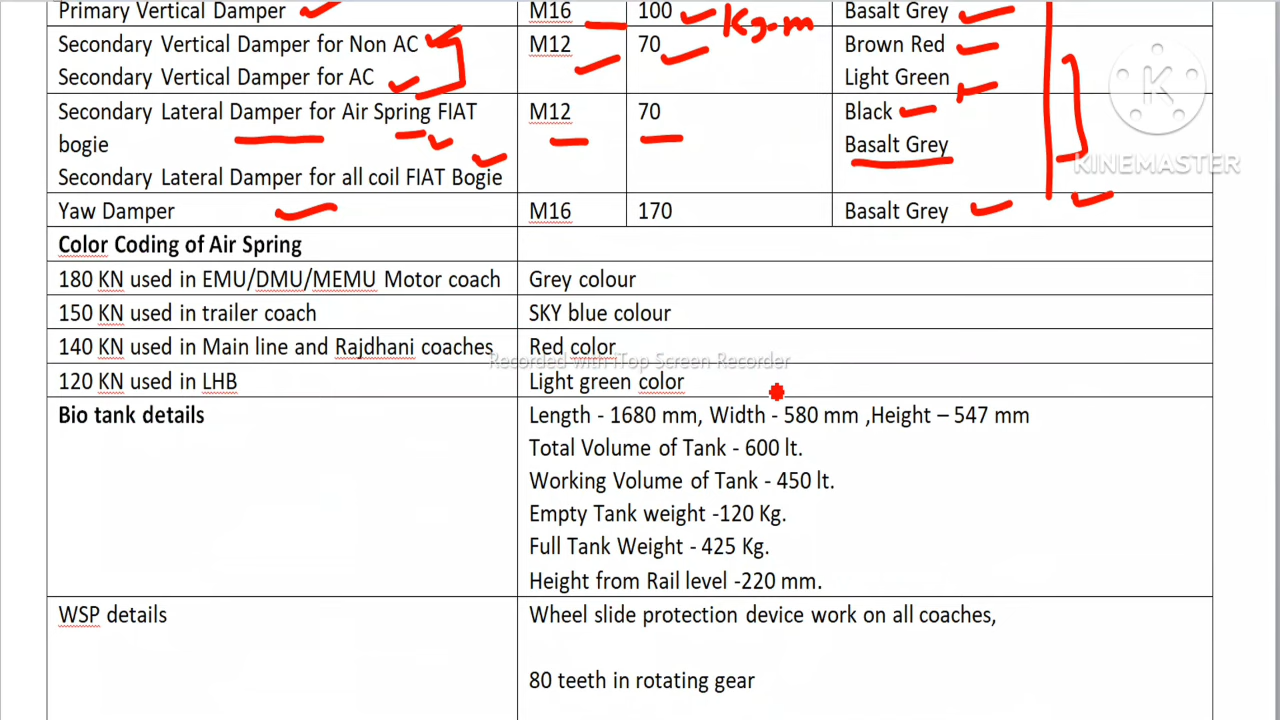 Primary Vertical Damper M16 100 Kg-m Basalt Grey
Secondary Vertical Damper for Non AC M12 70 Brown Red
Secondary Vertical Damper for AC Light Green
Secondary Lateral Damper for Air Spring FIAT M12 70 Black
bogie Basalt Grey
Secondary Lateral Damper for all coil FIAT Bogie
Yaw Damper M16 170 Basalt Grey
Color Coding of Air Spring
180 KN used in EMU/DMU/MEMU Motor coach Grey colour
150 KN used in trailer coach SKY blue colour
140 KN used in Main line and Rajdhani coaches Red color
120 KN used in LHB Light green color
Bio tank details Length - 1680 mm, Width - 580 mm ,Height – 547 mm
Total Volume of Tank - 600 lt.
Working Volume of Tank - 450 lt.
Empty Tank weight -120 Kg.
Full Tank Weight - 425 Kg.
Height from Rail level -220 mm.
WSP details Wheel slide protection device work on all coaches,
80 teeth in rotating gear
K
KINEMASTER
Recorded with iTop Screen Recorder